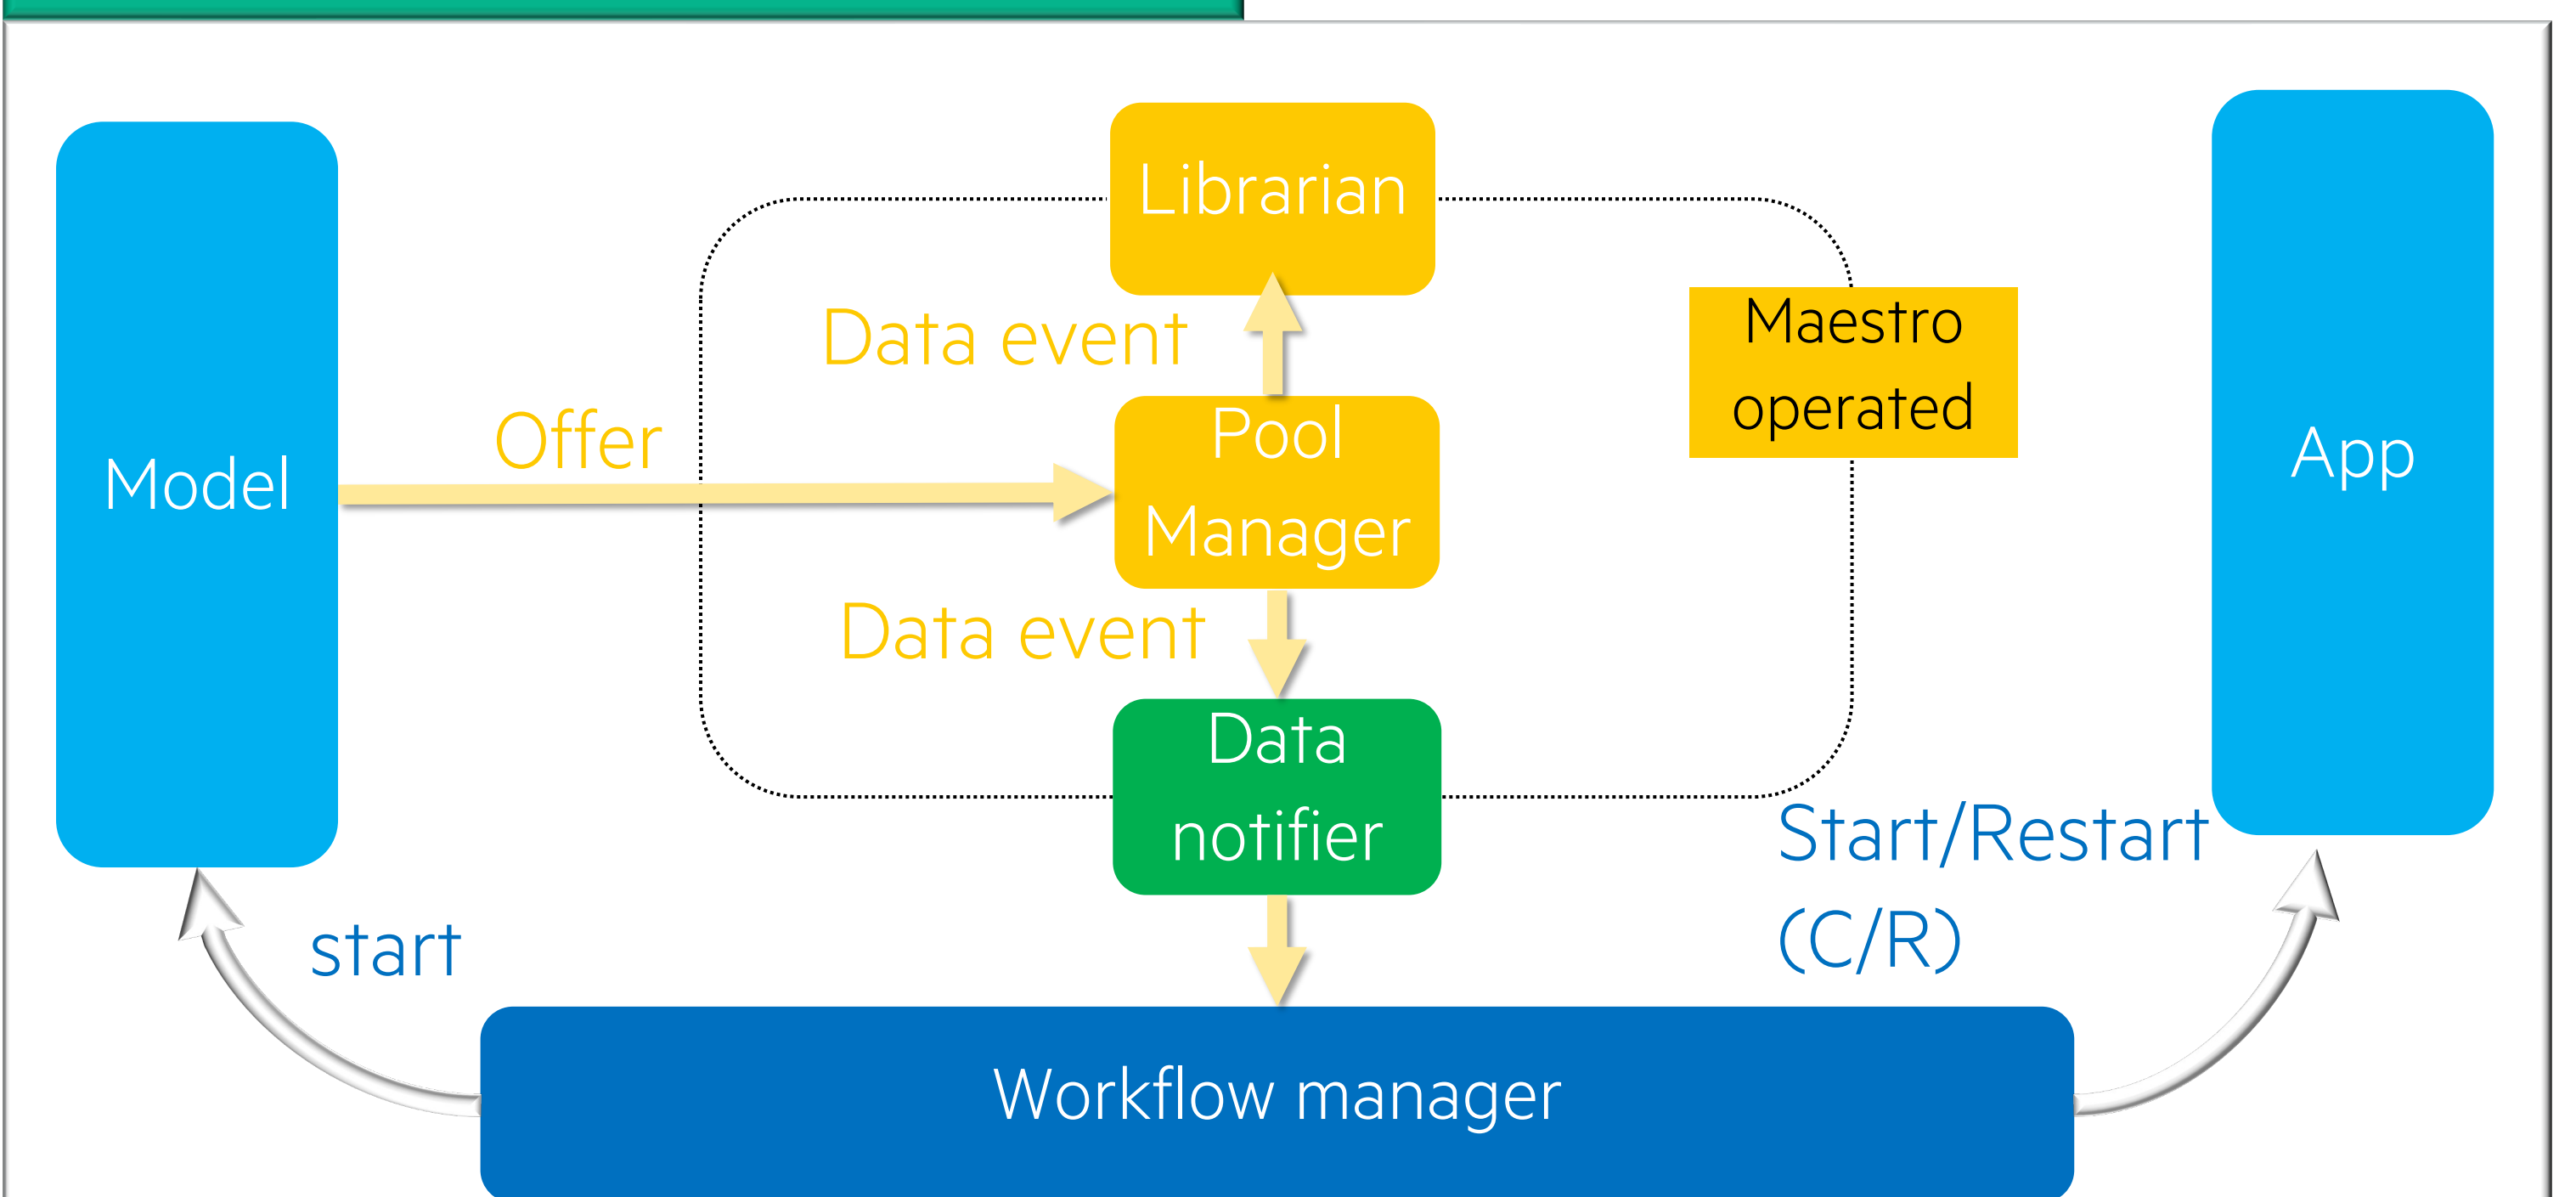 Librarian
Data event
Maestro
operated
Offer
Pool
Manager
Model
App
Data event
Data
notifier
Start/Restart
(C/R)
start
Workflow manager